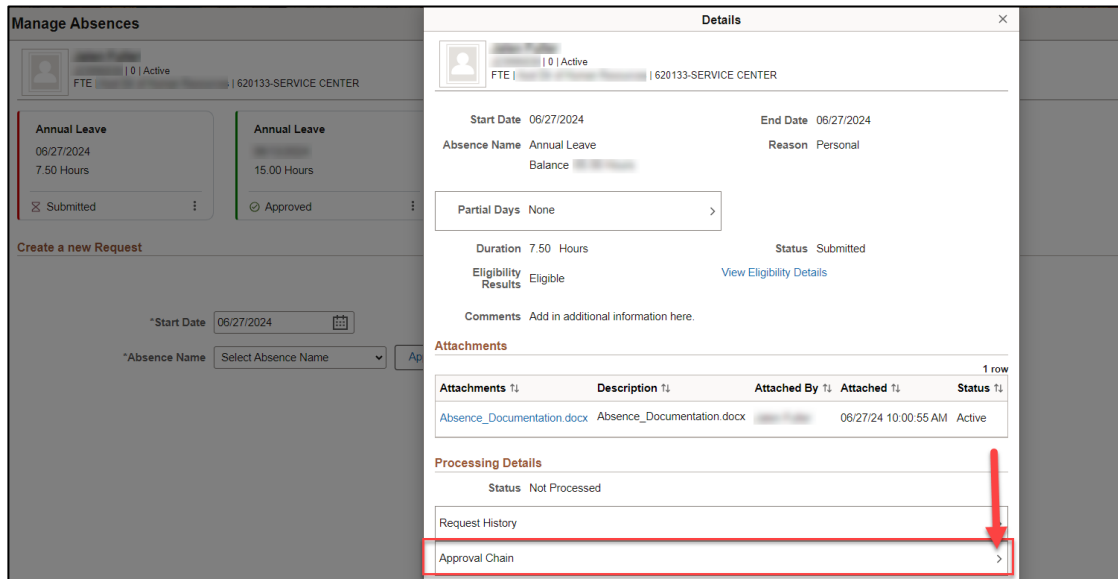 Manage Absences
| 0 | Active
FTE | | 620133-SERVICE CENTER
Annual Leave
06/27/2024
7.50 Hours
Submitted
Annual Leave
15.00 Hours
Approved
Create a new Request
*Start Date 06/27/2024
*Absence Name Select Absence Name Ap
Details
| 0 | Active
FTE | | 620133-SERVICE CENTER
Start Date 06/27/2024 End Date 06/27/2024
Absence Name Annual Leave Reason Personal
Balance
Partial Days None
Duration 7.50 Hours Status Submitted
Eligibility Results Eligible View Eligibility Details
Comments Add in additional information here.
Attachments
1 row
Attachments Description Attached By Attached Status
Absence_Documentation.docx Absence_Documentation.docx 06/27/24 10:00:55 AM Active
Processing Details
Status Not Processed
Request History
Approval Chain